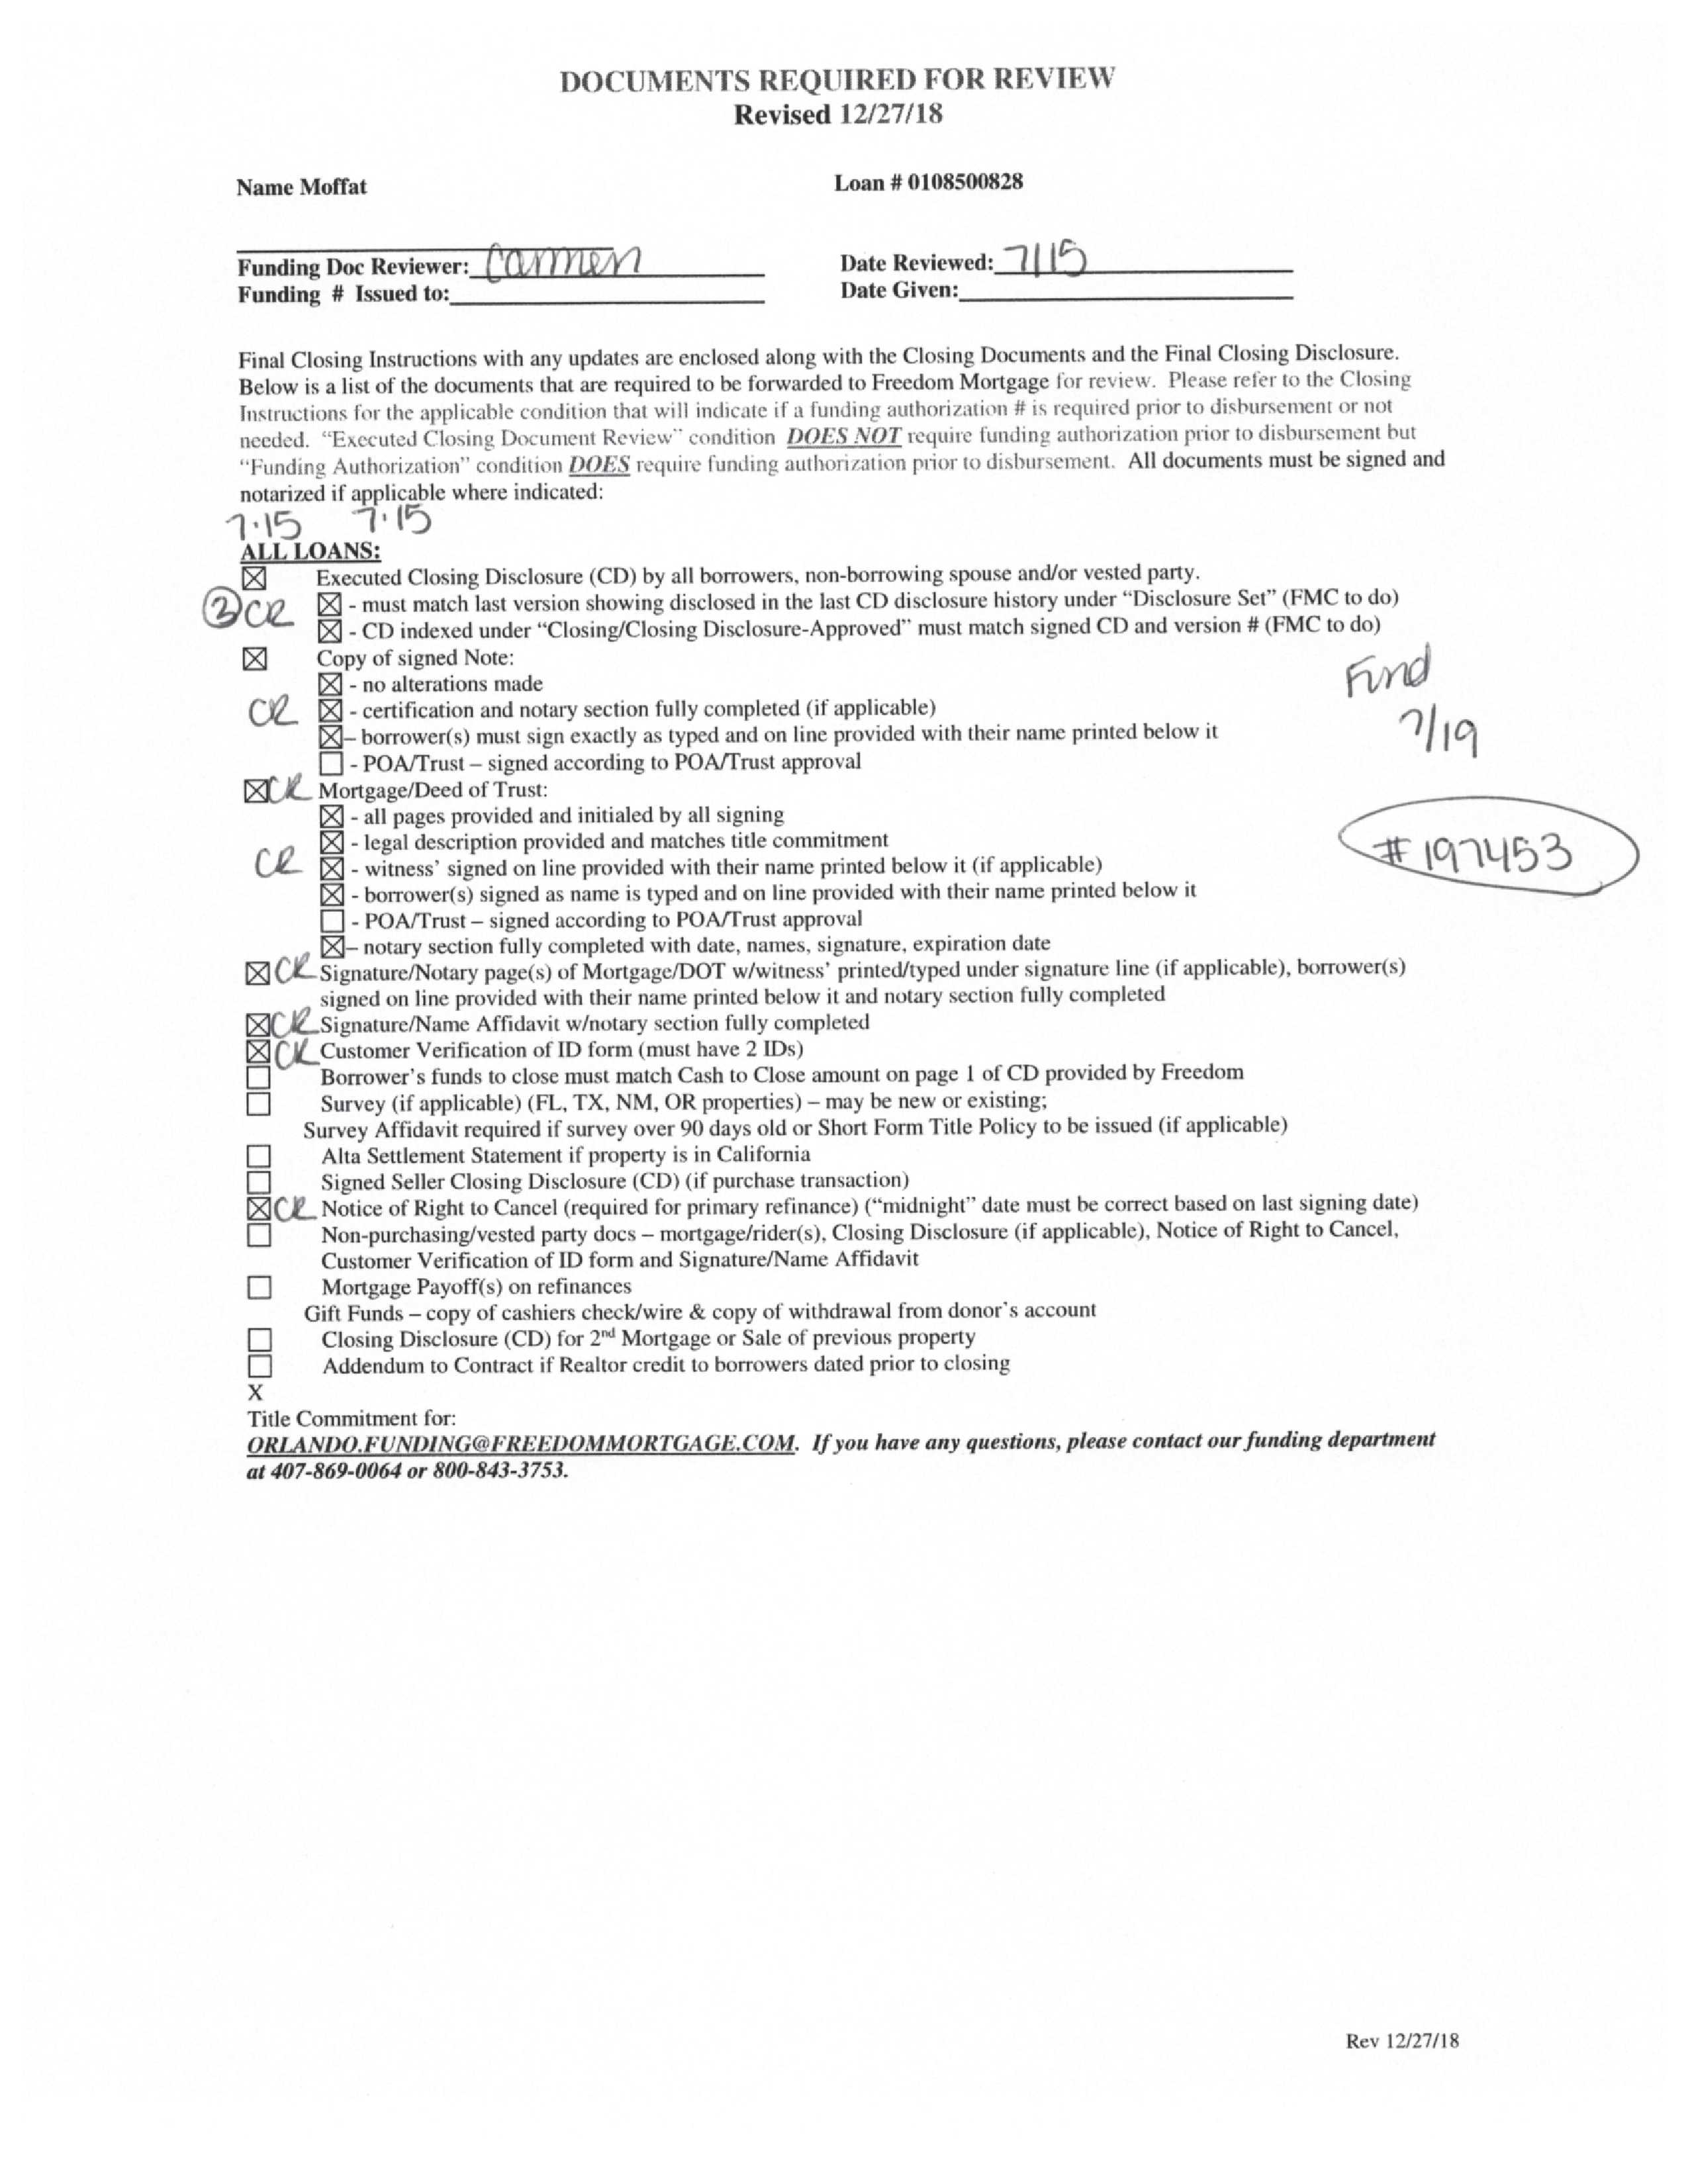 DOCUMENTS REQUIRED FOR REVIEW
Revised 12/27/18
Name Moffat
Loan # 0108500828
Funding Doc Reviewer: Carmen
Date Reviewed: 7/15
Funding # Issued to:
Date Given:
Final Closing Instructions with any updates are enclosed along with the Closing Documents and the Final Closing Disclosure.
Below is a list of the documents that are required to be forwarded to Freedom Mortgage for review. Please refer to the Closing
Instructions for the applicable condition that will indicate if a funding authorization # is required prior to disbursement or not
needed. "Executed Closing Document Review" condition DOES NOT require funding authorization prior to disbursement but
"Funding Authorization" condition DOES require funding authorization prior to disbursement. All documents must be signed and
notarized if applicable where indicated:
7·15 7·15
ALL LOANS:
☒ Executed Closing Disclosure (CD) by all borrowers, non-borrowing spouse and/or vested party.
CR ☒ - must match last version showing disclosed in the last CD disclosure history under "Disclosure Set" (FMC to do)
☒ - CD indexed under "Closing/Closing Disclosure-Approved" must match signed CD and version # (FMC to do)
☒ Copy of signed Note:
Fund
☒ - no alterations made
CR ☒ - certification and notary section fully completed (if applicable)
7/19
☒– borrower(s) must sign exactly as typed and on line provided with their name printed below it
☐ - POA/Trust – signed according to POA/Trust approval
☒ CR Mortgage/Deed of Trust:
☒ - all pages provided and initialed by all signing
☒ - legal description provided and matches title commitment
# 197453
CR ☒ - witness' signed on line provided with their name printed below it (if applicable)
☒ - borrower(s) signed as name is typed and on line provided with their name printed below it
☐ - POA/Trust – signed according to POA/Trust approval
☒– notary section fully completed with date, names, signature, expiration date
☒ CR Signature/Notary page(s) of Mortgage/DOT w/witness' printed/typed under signature line (if applicable), borrower(s)
signed on line provided with their name printed below it and notary section fully completed
☒ CR Signature/Name Affidavit w/notary section fully completed
☒ CR Customer Verification of ID form (must have 2 IDs)
☐ Borrower's funds to close must match Cash to Close amount on page 1 of CD provided by Freedom
☐ Survey (if applicable) (FL, TX, NM, OR properties) – may be new or existing;
Survey Affidavit required if survey over 90 days old or Short Form Title Policy to be issued (if applicable)
☐ Alta Settlement Statement if property is in California
☐ Signed Seller Closing Disclosure (CD) (if purchase transaction)
☒ CR Notice of Right to Cancel (required for primary refinance) ("midnight" date must be correct based on last signing date)
☐ Non-purchasing/vested party docs – mortgage/rider(s), Closing Disclosure (if applicable), Notice of Right to Cancel,
Customer Verification of ID form and Signature/Name Affidavit
☐ Mortgage Payoff(s) on refinances
Gift Funds – copy of cashiers check/wire & copy of withdrawal from donor's account
☐ Closing Disclosure (CD) for 2nd Mortgage or Sale of previous property
☐ Addendum to Contract if Realtor credit to borrowers dated prior to closing
X
Title Commitment for:
ORLANDO.FUNDING@FREEDOMMORTGAGE.COM. If you have any questions, please contact our funding department
at 407-869-0064 or 800-843-3753.
Rev 12/27/18